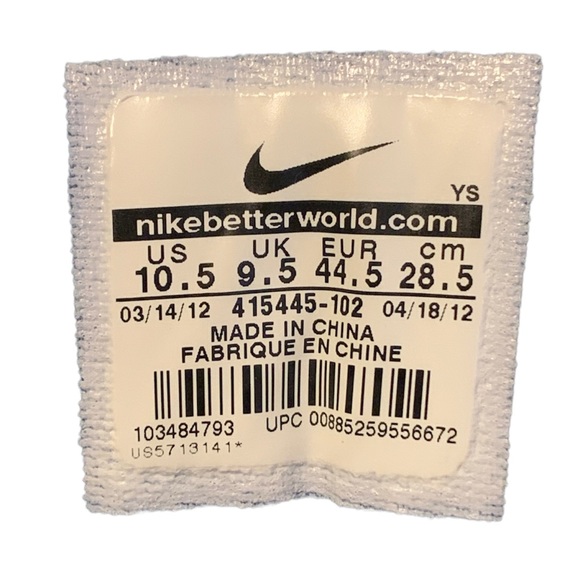 YS
nikebetterworld.com
US UK EUR cm
10.5 9.5 44.5 28.5
03/14/12 415445-102 04/18/12
MADE IN CHINA
FABRIQUE EN CHINE
103484793 UPC 00885259556672
US5713141*